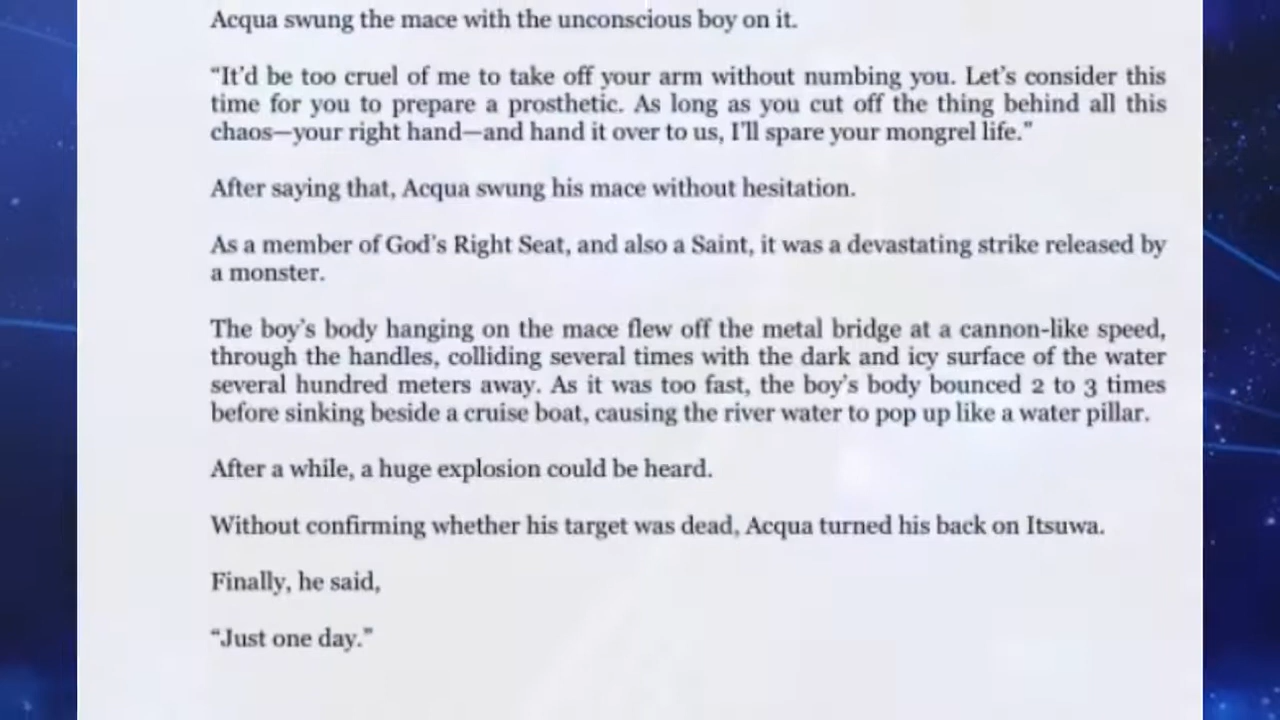 Acqua swung the mace with the unconscious boy on it.
“It’d be too cruel of me to take off your arm without numbing you. Let’s consider this
time for you to prepare a prosthetic. As long as you cut off the thing behind all this
chaos—your right hand—and hand it over to us, I’ll spare your mongrel life.”
After saying that, Acqua swung his mace without hesitation.
As a member of God’s Right Seat, and also a Saint, it was a devastating strike released by
a monster.
The boy’s body hanging on the mace flew off the metal bridge at a cannon-like speed,
through the handles, colliding several times with the dark and icy surface of the water
several hundred meters away. As it was too fast, the boy’s body bounced 2 to 3 times
before sinking beside a cruise boat, causing the river water to pop up like a water pillar.
After a while, a huge explosion could be heard.
Without confirming whether his target was dead, Acqua turned his back on Itsuwa.
Finally, he said,
“Just one day.”